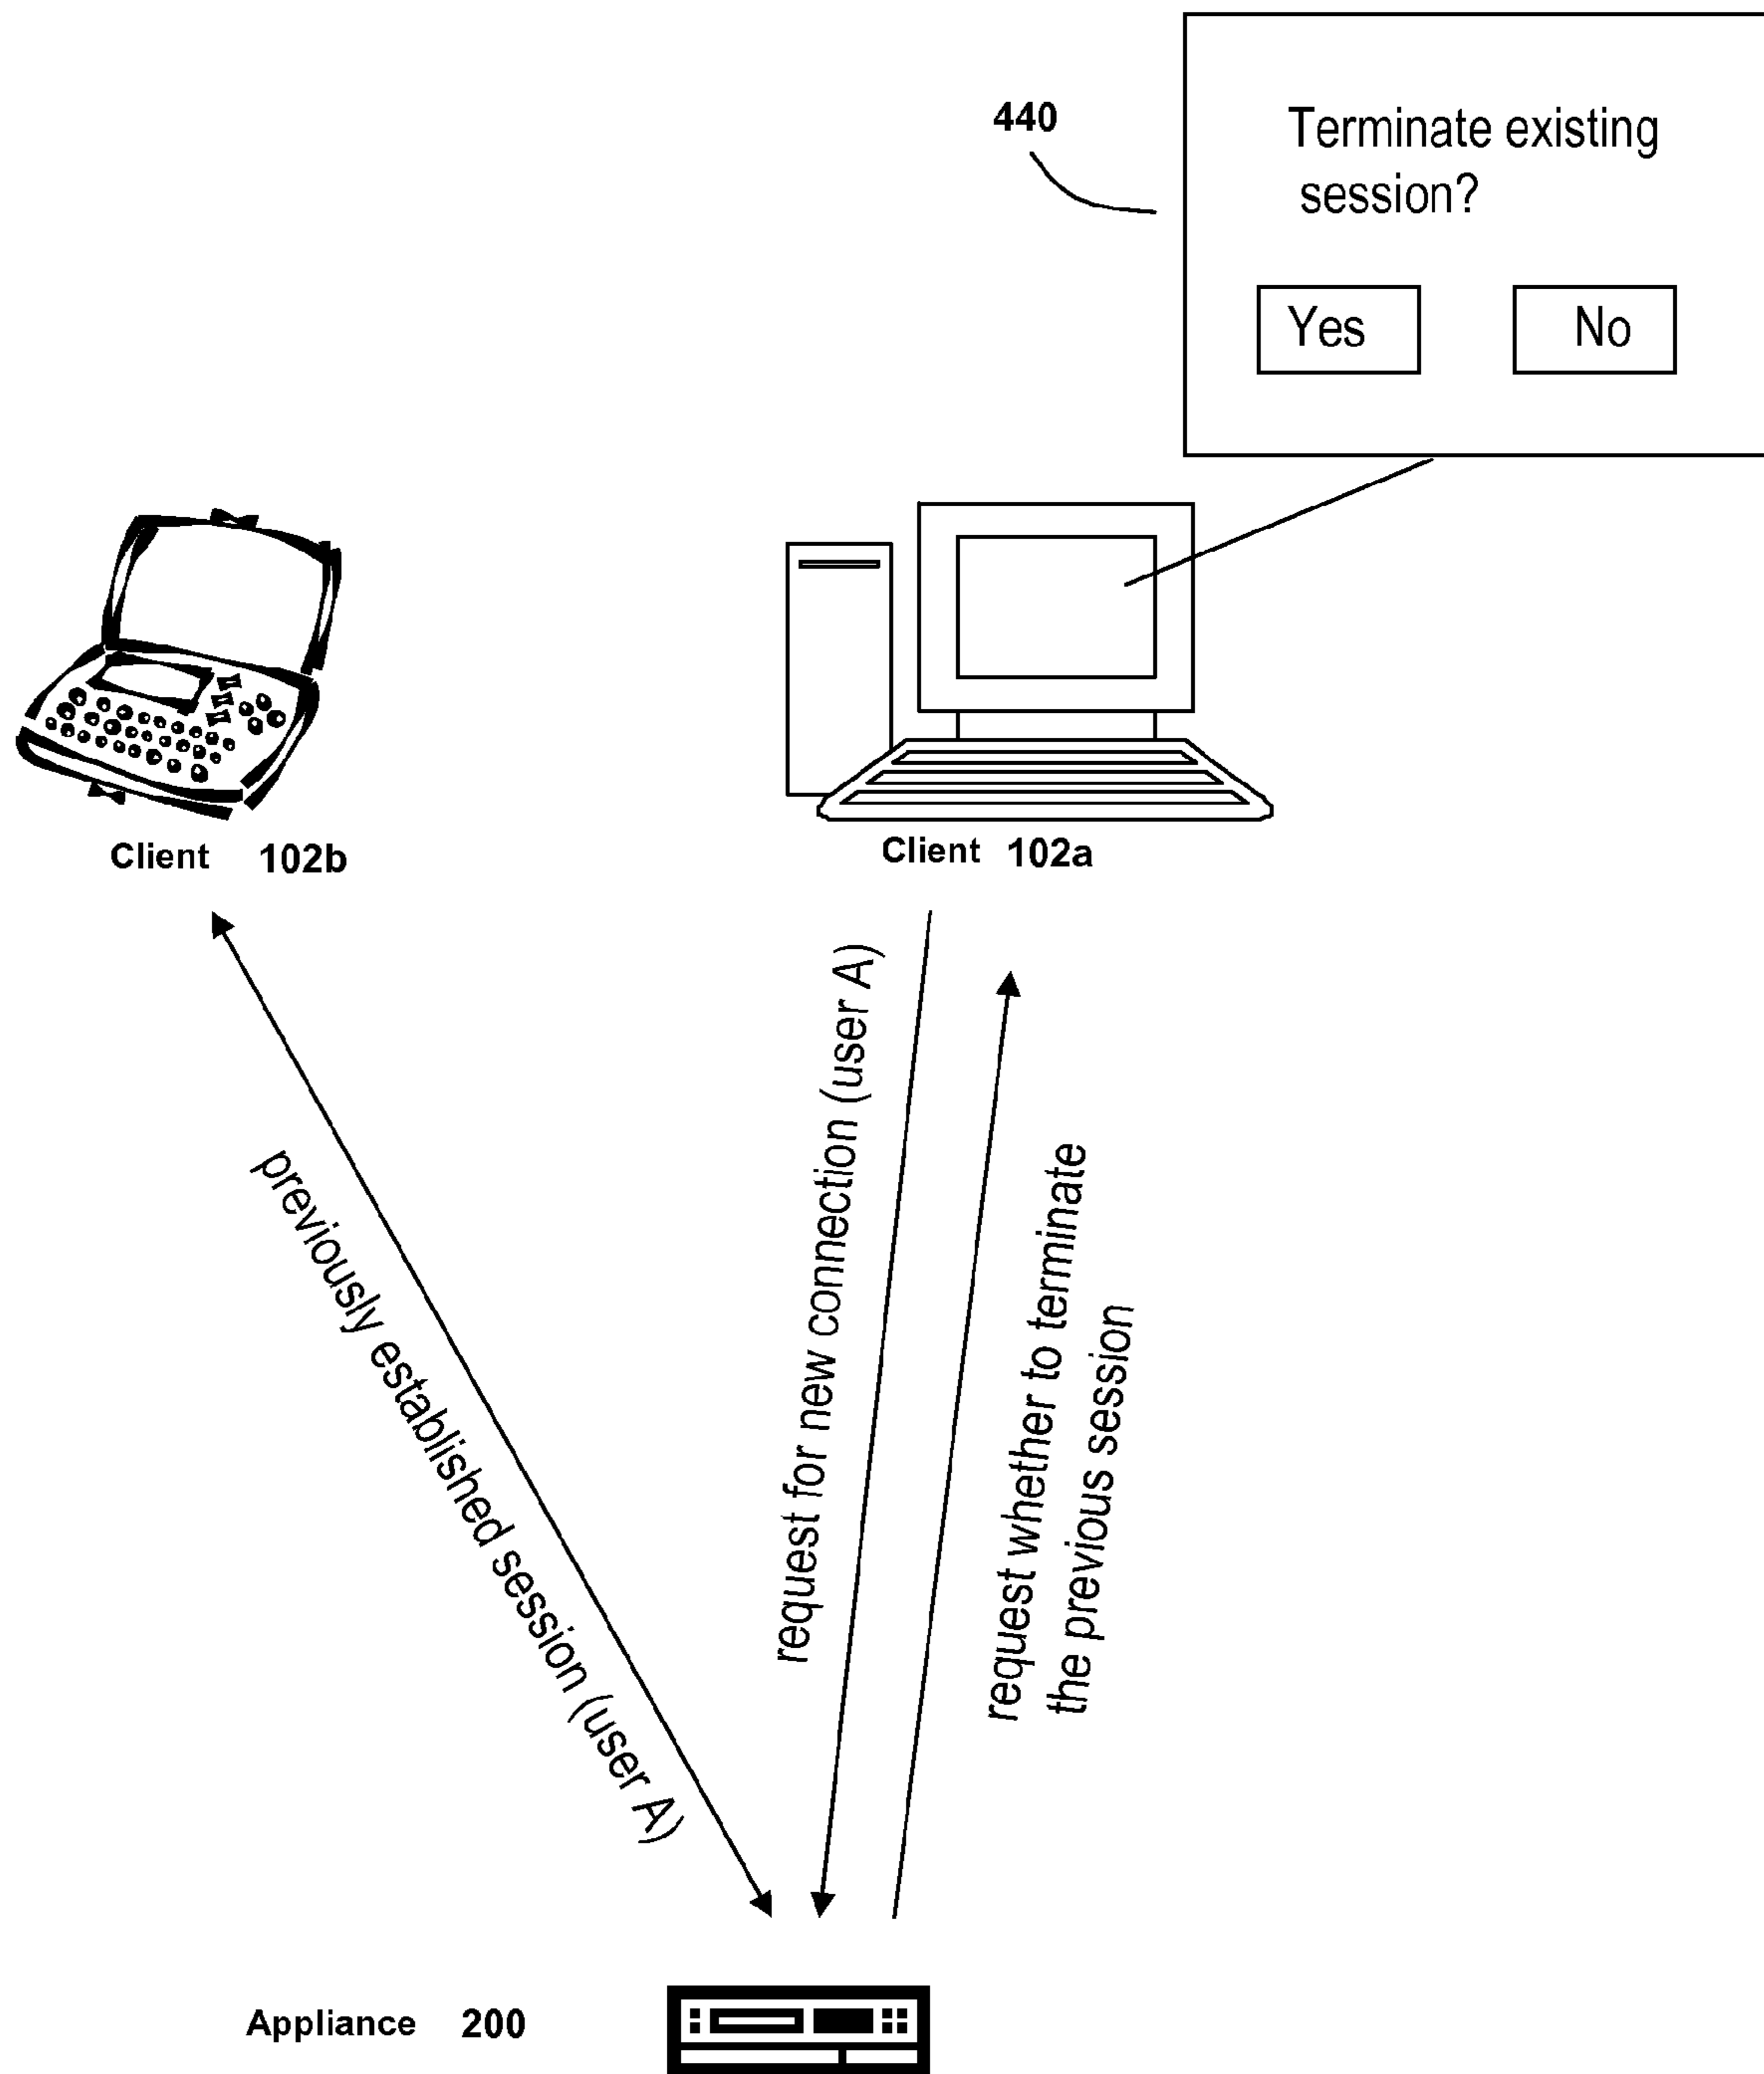 440
Terminate existing
session?
Yes
No
Client 102b
Client 102a
previously established session (user A)
request for new connection (user A)
request whether to terminate
the previous session
Appliance 200